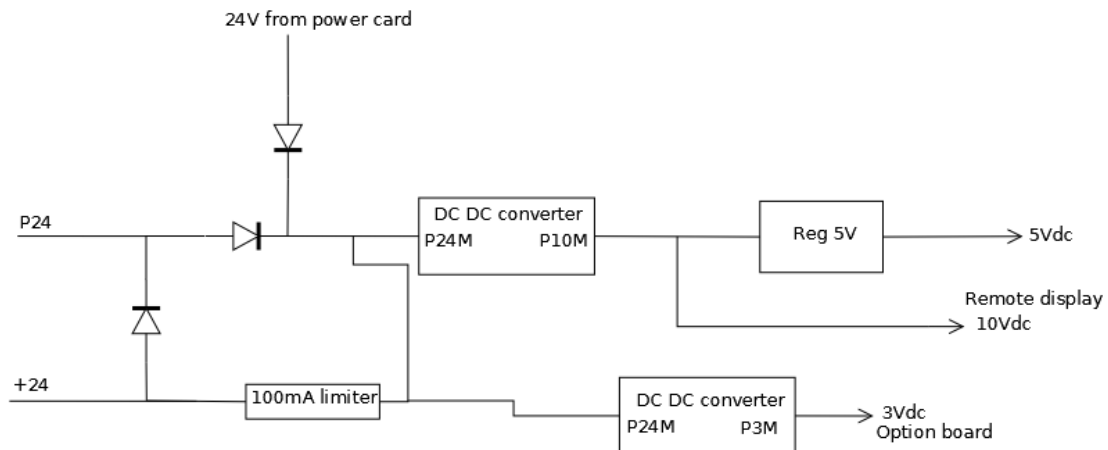 24V from power card
P24
DC DC converter
P24M P10M
Reg 5V
5Vdc
Remote display
10Vdc
+24
100mA limiter
DC DC converter
P24M P3M
3Vdc
Option board